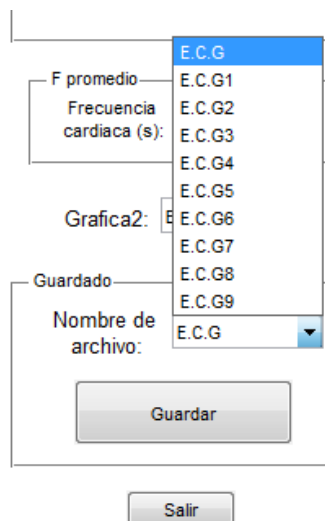 E.C.G
E.C.G1
E.C.G2
E.C.G3
E.C.G4
E.C.G5
E.C.G6
E.C.G7
E.C.G8
E.C.G9
F promedio
Frecuencia
cardiaca (s):
Grafica2: E
Guardado
Nombre de
archivo:
E.C.G
Guardar
Salir